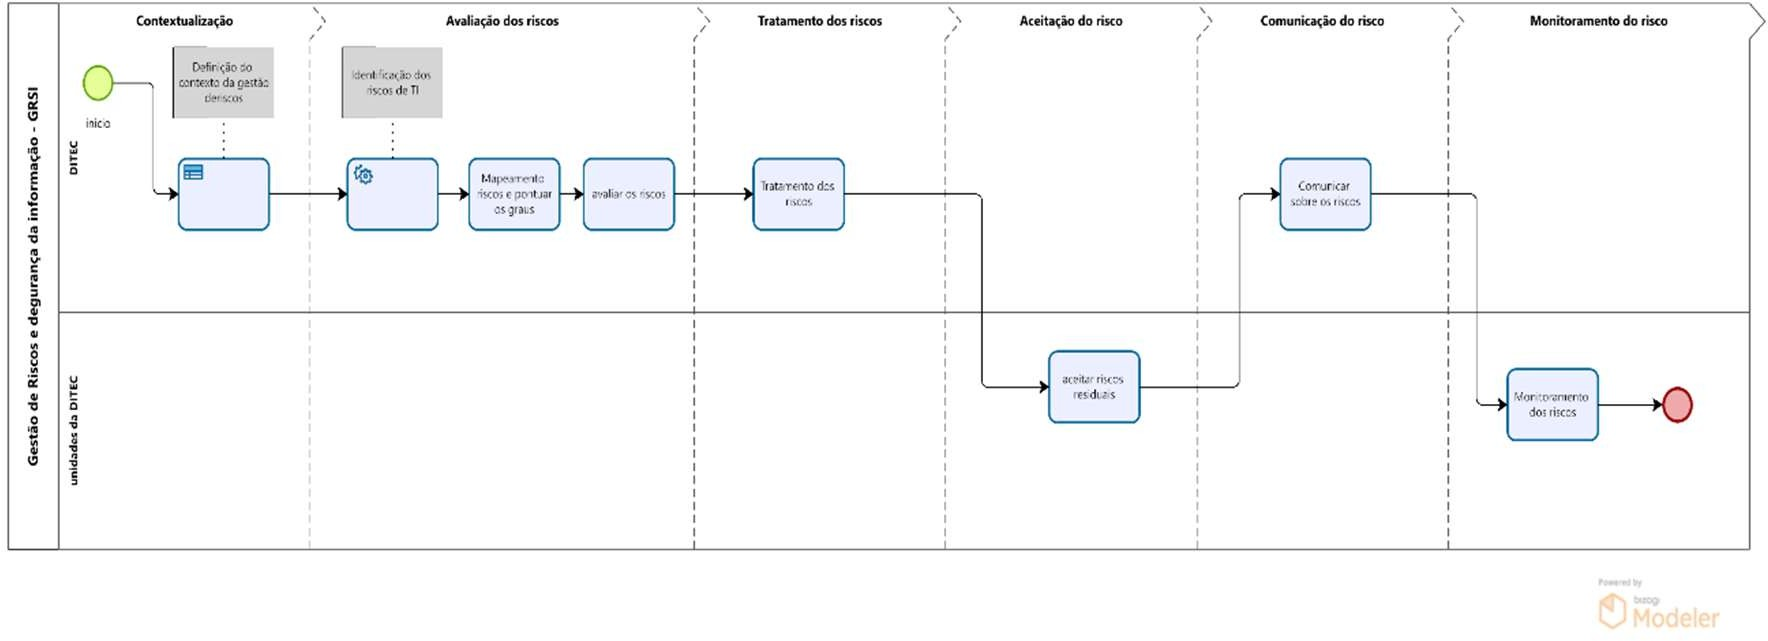 Contextualização
Avaliação dos riscos
Tratamento dos riscos
Aceitação do risco
Comunicação do risco
Monitoramento do risco
Gestão de Riscos e degurança da informação - GRSI
DITEC
inicio
Definição do
contexto da gestão
deriscos
Identificação dos
riscos de TI
Mapeamento
riscos e pontuar
os graus
avaliar os riscos
Tratamento dos
riscos
Comunicar
sobre os riscos
unidades da DITEC
aceitar riscos
residuais
Monitoramento
dos riscos
Powered by
bizagi
Modeler